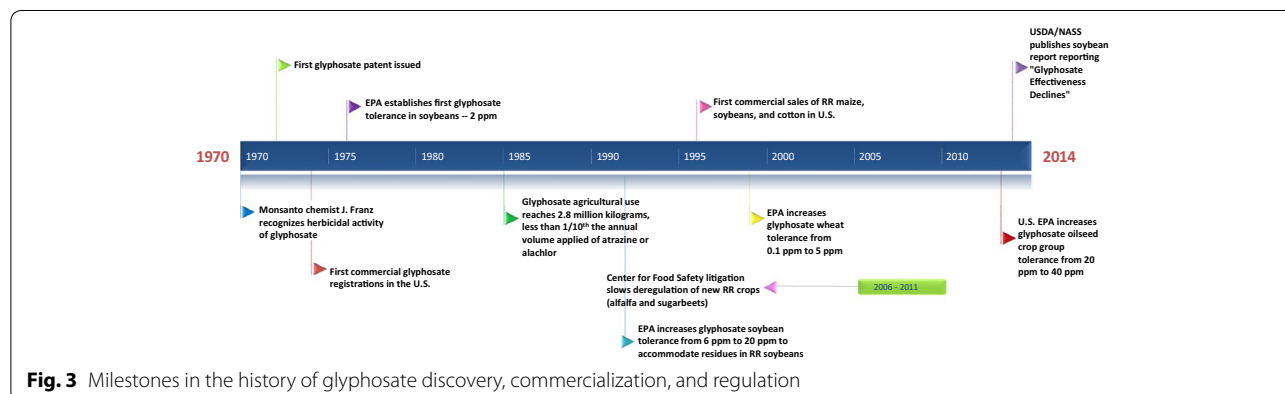 USDA/NASS
publishes soybean
report reporting
"Glyphosate
Effectiveness
Declines"
First glyphosate patent issued
EPA establishes first glyphosate
tolerance in soybeans -- 2 ppm
First commercial sales of RR maize,
soybeans, and cotton in U.S.
1970 1970 1975 1980 1985 1990 1995 2000 2005 2010 2014
Monsanto chemist J. Franz
recognizes herbicidal activity
of glyphosate
First commercial glyphosate
registrations in the U.S.
Glyphosate agricultural use
reaches 2.8 million kilograms,
less than 1/10th the annual
volume applied of atrazine or
alachlor
EPA increases
glyphosate wheat
tolerance from
0.1 ppm to 5 ppm
U.S. EPA increases
glyphosate oilseed
crop group
tolerance from 20
ppm to 40 ppm
Center for Food Safety litigation
slows deregulation of new RR crops
(alfalfa and sugarbeets)
2006 - 2011
EPA increases glyphosate soybean
tolerance from 6 ppm to 20 ppm to
accommodate residues in RR soybeans
Fig. 3 Milestones in the history of glyphosate discovery, commercialization, and regulation